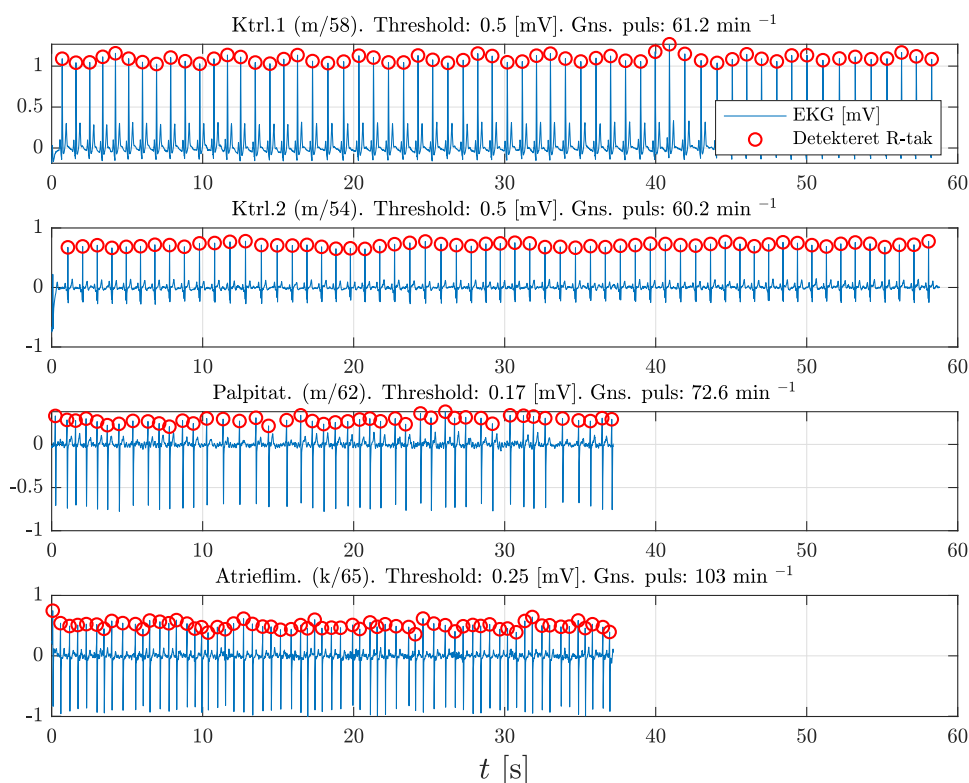 Ktrl.1 (m/58). Threshold: 0.5 [mV]. Gns. puls: 61.2 min ⁻¹
1
0.5
0
EKG [mV]
Detekteret R-tak
0 10 20 30 40 50 60
Ktrl.2 (m/54). Threshold: 0.5 [mV]. Gns. puls: 60.2 min ⁻¹
1
0
-1
0 10 20 30 40 50 60
Palpitat. (m/62). Threshold: 0.17 [mV]. Gns. puls: 72.6 min ⁻¹
0
-0.5
-1
0 10 20 30 40 50 60
Atrieflim. (k/65). Threshold: 0.25 [mV]. Gns. puls: 103 min ⁻¹
1
0
-1
0 10 20 30 40 50 60
t [s]